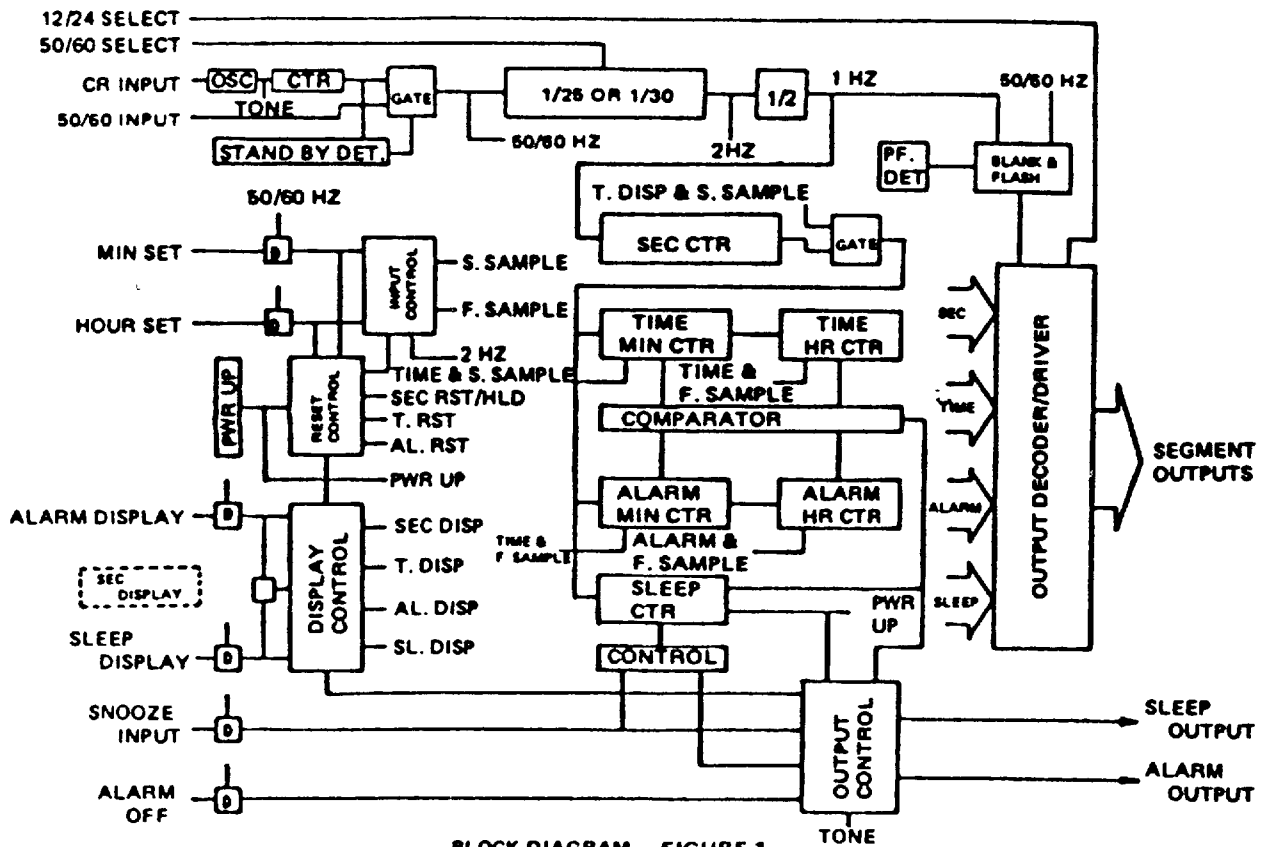 12/24 SELECT
50/60 SELECT
CR INPUT
OSC
CTR
TONE
GATE
50/60 INPUT
STAND BY DET.
50/60 HZ
1/25 OR 1/30
2HZ
1/2
1 HZ
50/60 HZ
PF.
DET
BLANK &
FLASH
50/60 HZ
MIN SET
D
HOUR SET
D
INPUT
CONTROL
S. SAMPLE
F. SAMPLE
2 HZ
T. DISP & S. SAMPLE
SEC CTR
GATE
PWR UP
RESET
CONTROL
TIME & S. SAMPLE
SEC RST/HLD
T. RST
AL. RST
PWR UP
TIME
MIN CTR
TIME
HR CTR
TIME &
F. SAMPLE
COMPARATOR
ALARM
MIN CTR
ALARM
HR CTR
TIME &
F SAMPLE
ALARM &
F. SAMPLE
SLEEP
CTR
PWR
UP
CONTROL
ALARM DISPLAY
D
SEC
DISPLAY
SLEEP
DISPLAY
D
DISPLAY
CONTROL
SEC DISP
T. DISP
AL. DISP
SL. DISP
SNOOZE
INPUT
D
ALARM
OFF
D
OUTPUT
CONTROL
TONE
SEC
TIME
ALARM
SLEEP
OUTPUT DECODER/DRIVER
SEGMENT
OUTPUTS
SLEEP
OUTPUT
ALARM
OUTPUT
BLOCK DIAGRAM FIGURE 1